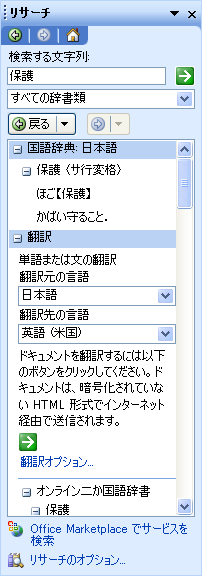 リサーチ
検索する文字列:
保護
すべての辞書類
戻る
国語辞典: 日本語
保護 〈サ行変格〉
ほご【保護】
かばい守ること.
翻訳
単語または文の翻訳
翻訳元の言語
日本語
翻訳先の言語
英語 (米国)
ドキュメントを翻訳するには以下
のボタンをクリックしてください。ド
キュメントは、暗号化されていな
い HTML 形式でインターネット
経由で送信されます。
翻訳オプション...
オンライン二か国語辞書
保護
Office Marketplace でサービスを
検索
リサーチのオプション...